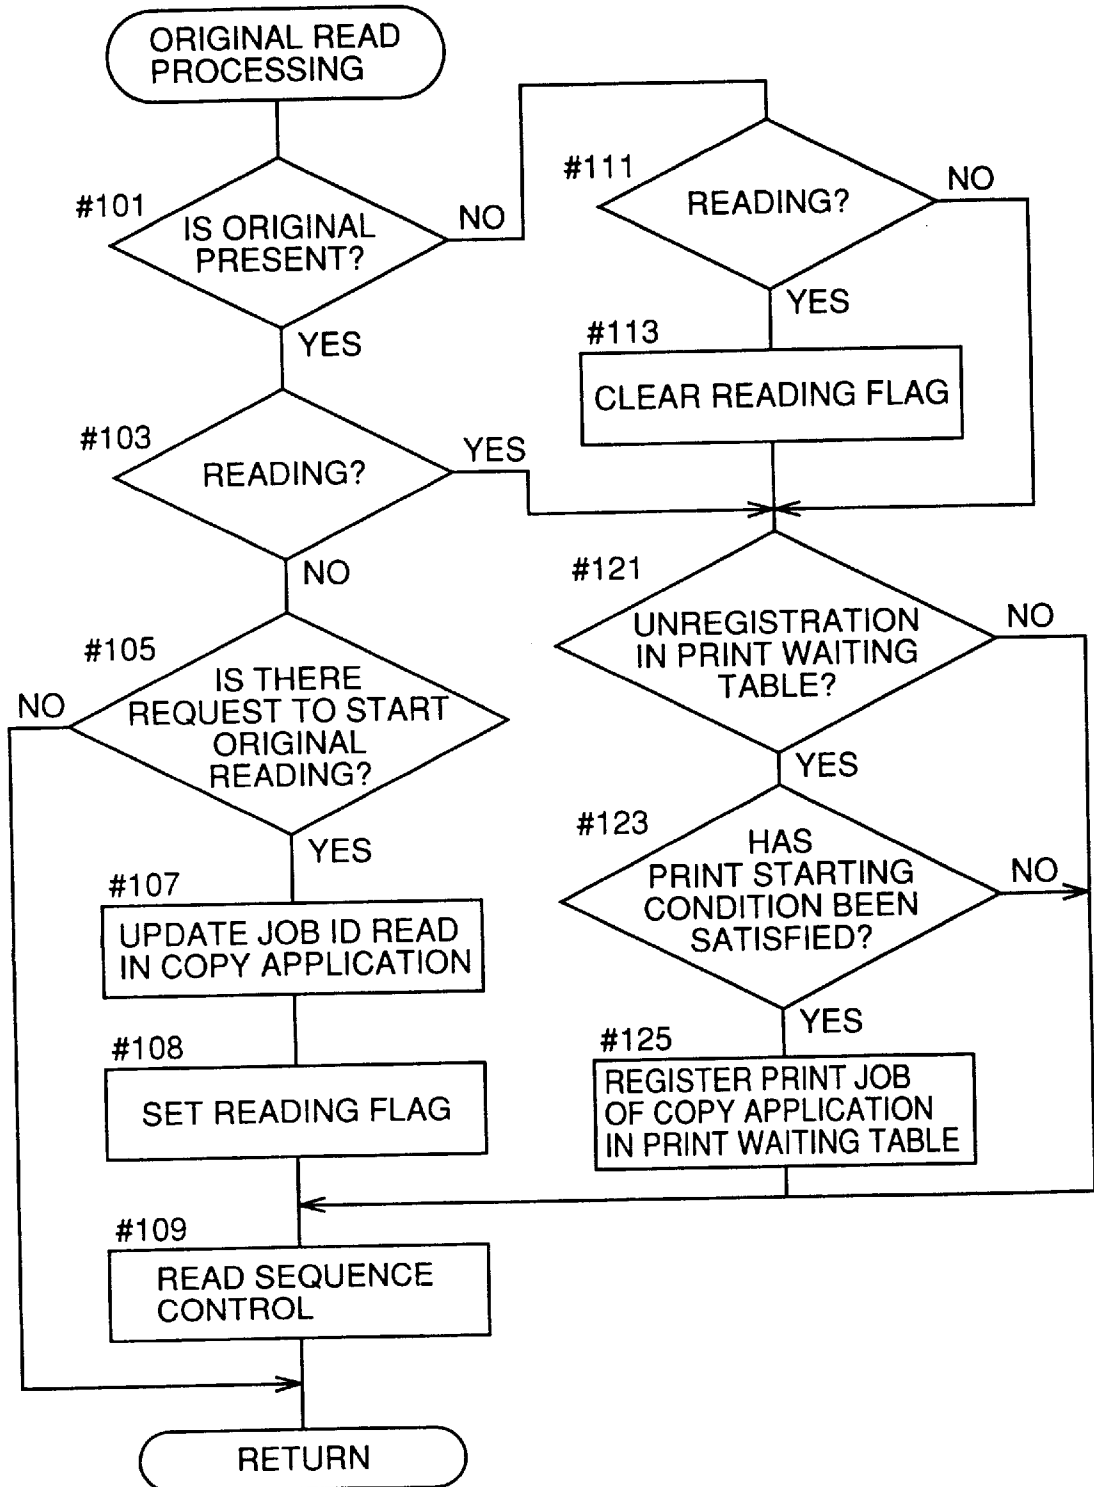 ORIGINAL READ
PROCESSING
#101
IS ORIGINAL
PRESENT?
NO
YES
#103
READING?
YES
NO
#105
IS THERE
REQUEST TO START
ORIGINAL
READING?
NO
YES
#107
UPDATE JOB ID READ
IN COPY APPLICATION
#108
SET READING FLAG
#109
READ SEQUENCE
CONTROL
RETURN
#111
READING?
NO
YES
#113
CLEAR READING FLAG
#121
UNREGISTRATION
IN PRINT WAITING
TABLE?
NO
YES
#123
HAS
PRINT STARTING
CONDITION BEEN
SATISFIED?
NO
YES
#125
REGISTER PRINT JOB
OF COPY APPLICATION
IN PRINT WAITING TABLE